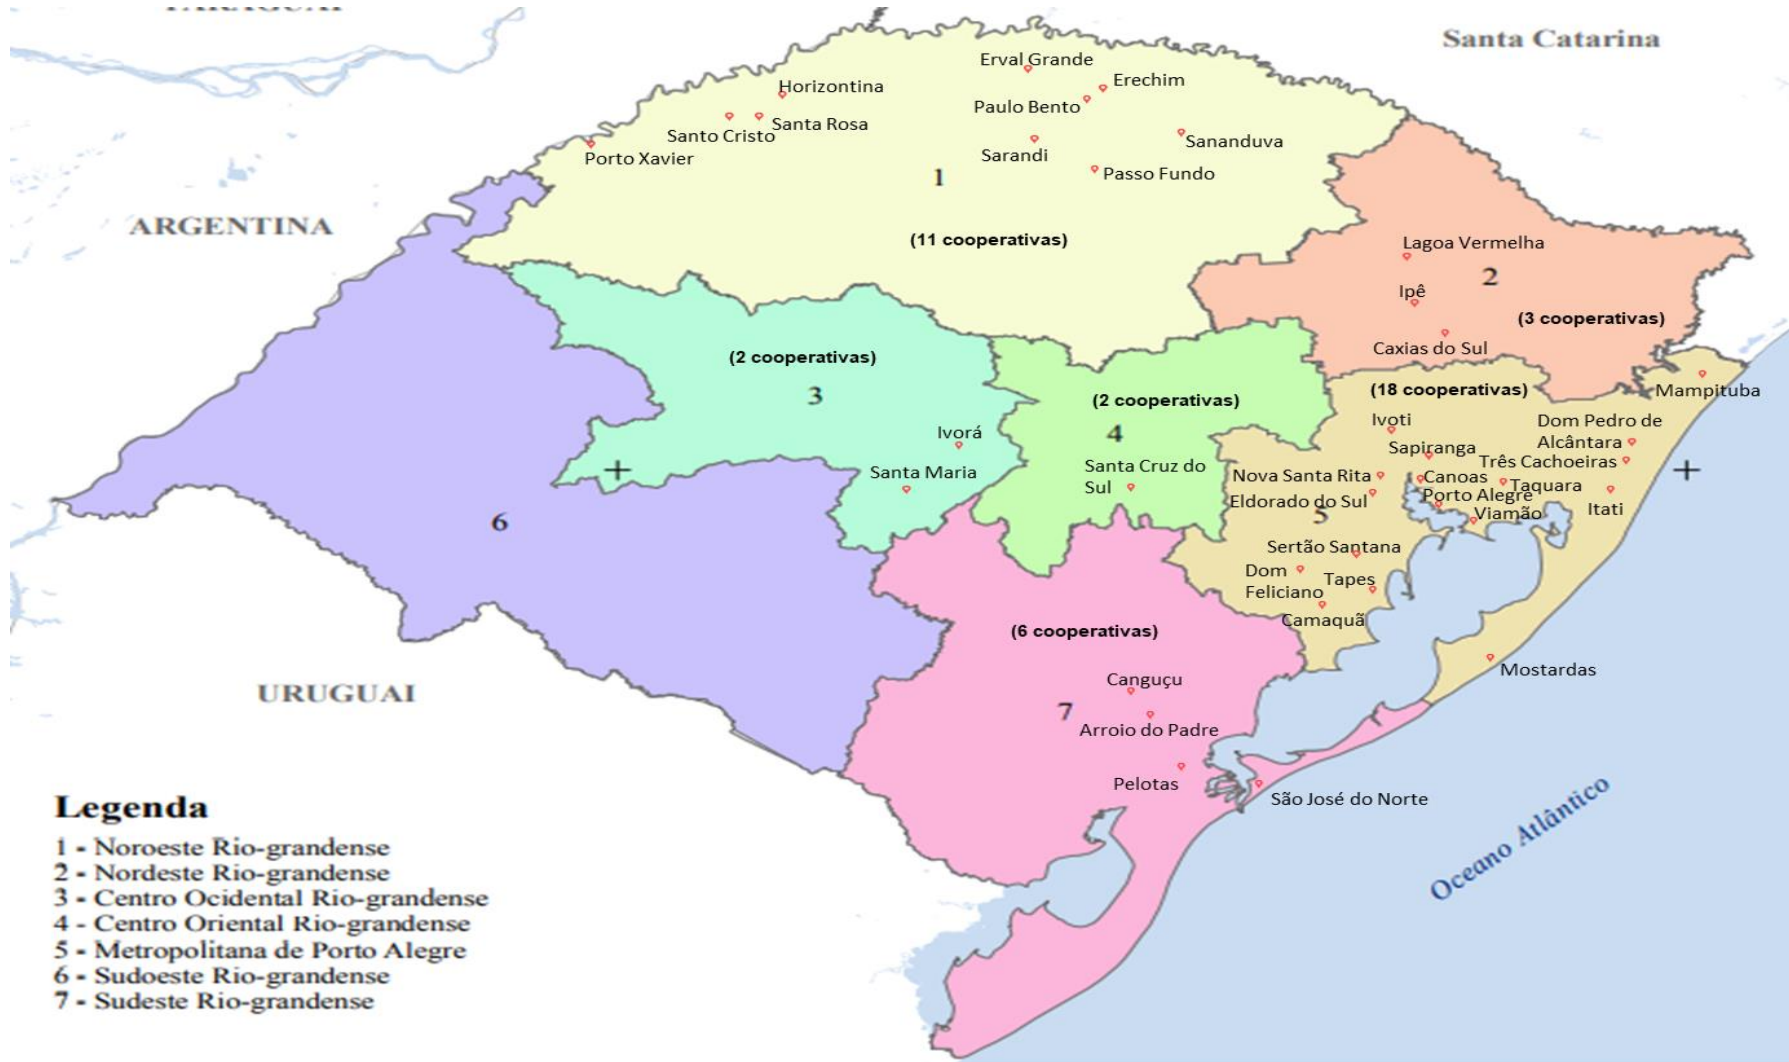 Santa Catarina
Erval Grande
Erechim
Horizontina
Paulo Bento
Santa Rosa
Santo Cristo
Sananduva
Sarandi
Porto Xavier
Passo Fundo
1
ARGENTINA
(11 cooperativas)
Lagoa Vermelha
2
Ipê
(3 cooperativas)
Caxias do Sul
(2 cooperativas)
3
Mampituba
(18 cooperativas)
(2 cooperativas)
4
Ivoti
Dom Pedro de
Alcântara
Ivorá
Sapiranga
Três Cachoeiras
Santa Maria
Santa Cruz do
Sul
Nova Santa Rita
Canoas
Taquara
Eldorado do Sul
Porto Alegre
Itati
Viamão
5
6
Sertão Santana
Dom
Feliciano
Tapes
Camaquã
(6 cooperativas)
Mostardas
Canguçu
URUGUAI
7
Arroio do Padre
Pelotas
São José do Norte
Oceano Atlântico
Legenda
1 - Noroeste Rio-grandense
2 - Nordeste Rio-grandense
3 - Centro Ocidental Rio-grandense
4 - Centro Oriental Rio-grandense
5 - Metropolitana de Porto Alegre
6 - Sudoeste Rio-grandense
7 - Sudeste Rio-grandense